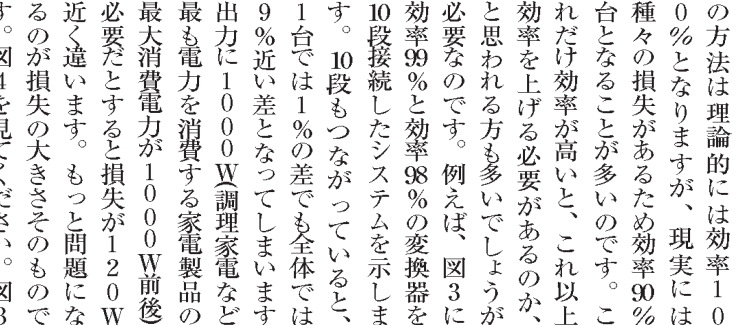 の方法は理論的には効率１０
０％となりますが、現実には
種々の損失があるため効率90％
台となることが多いのです。こ
れだけ効率が高いと、これ以上
効率を上げる必要があるのか、
と思われる方も多いでしょうが
必要なのです。例えば、図３に
効率99％と効率98％の変換器を
10段接続したシステムを示しま
す。10段もつながっていると、
１台では１％の差でも全体では
９％近い差となってしまいます
出力に１０００Ｗ(調理家電など
最も電力を消費する家電製品の
最大消費電力が１０００Ｗ前後)
必要だとすると損失が１２０Ｗ
近く違います。もっと問題にな
るのが損失の大きさそのもので
す。図４を見てください。図３